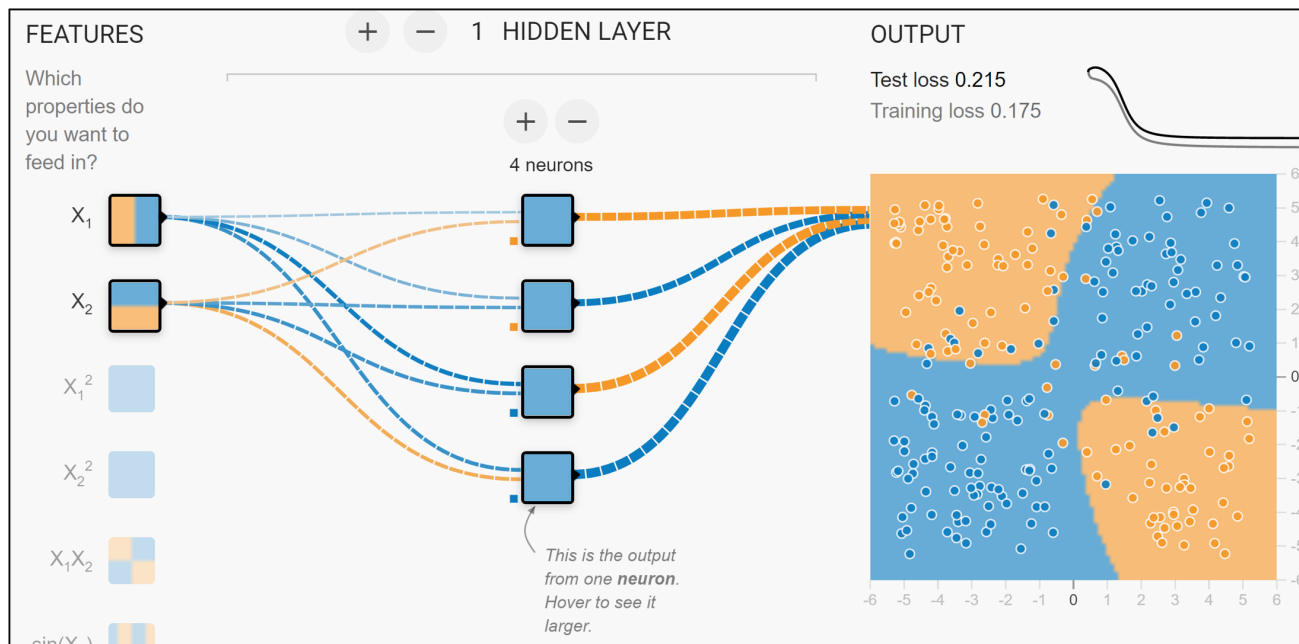 FEATURES
Which
properties do
you want to
feed in?
X₁
X₂
X₁²
X₂²
X₁X₂
sin(X₁)
+ − 1 HIDDEN LAYER
+ −
4 neurons
This is the output
from one neuron.
Hover to see it
larger.
OUTPUT
Test loss 0.215
Training loss 0.175
6
5
4
3
2
1
0
-1
-2
-3
-4
-5
-6
-6 -5 -4 -3 -2 -1 0 1 2 3 4 5 6